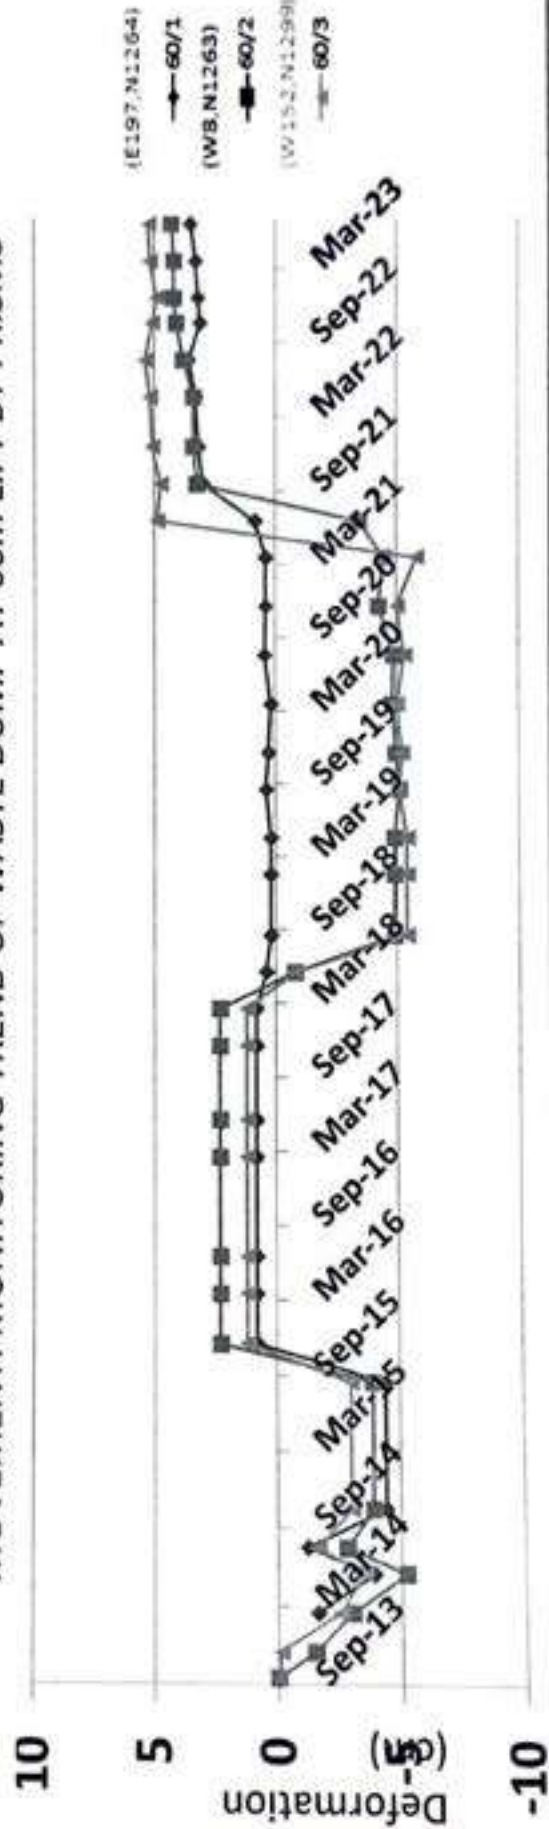 10
5
0
-5
-10
Deformation
Sep-13
Mar-14
Sep-14
Mar-15
Sep-15
Mar-16
Sep-16
Mar-17
Sep-17
Mar-18
Sep-18
Mar-19
Sep-19
Mar-20
Sep-20
Mar-21
Sep-21
Mar-22
Sep-22
Mar-23
(E197,N1264)
60/1
(W8,N1263)
60/2
(W152,N1299)
60/3